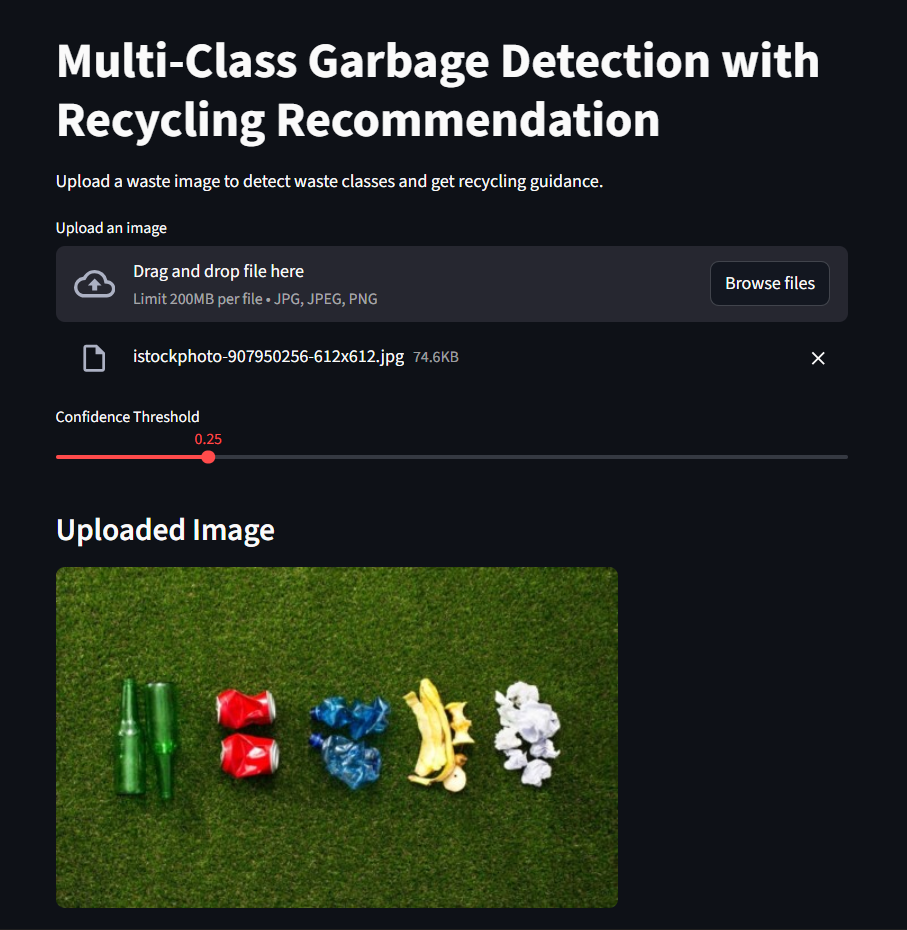 Multi-Class Garbage Detection with
Recycling Recommendation
Upload a waste image to detect waste classes and get recycling guidance.
Upload an image
Drag and drop file here
Limit 200MB per file • JPG, JPEG, PNG
Browse files
istockphoto-907950256-612x612.jpg 74.6KB
Confidence Threshold
0.25
Uploaded Image